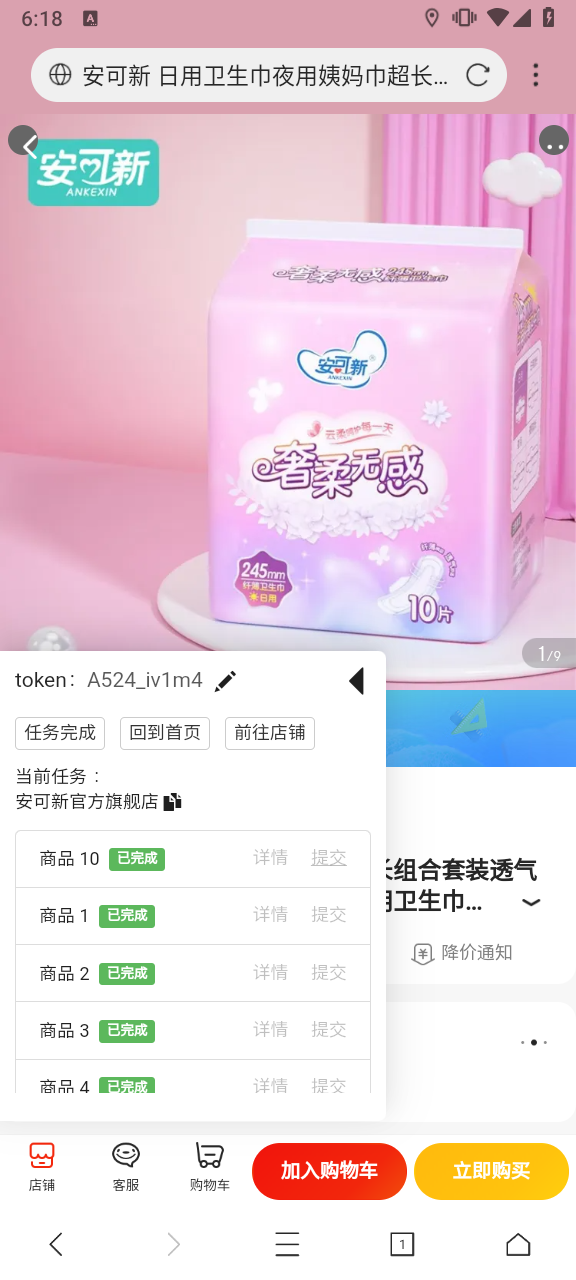 6:18
A
安可新 日用卫生巾夜用姨妈巾超长...
安可新
ANKEXIN
奢柔无感 245mm
安可新
ANKEXIN
云柔呵护每一天
奢柔无感
245mm
纤薄卫生巾
日用
10片
1/9
token: A524_iv1m4
任务完成 回到首页 前往店铺
当前任务：
安可新官方旗舰店
商品 10 已完成 详情 提交
商品 1 已完成 详情 提交
商品 2 已完成 详情 提交
商品 3 已完成 详情 提交
商品 4 已完成 详情 提交
长组合套装透气
用卫生巾...
降价通知
店铺 客服 购物车 加入购物车 立即购买
1